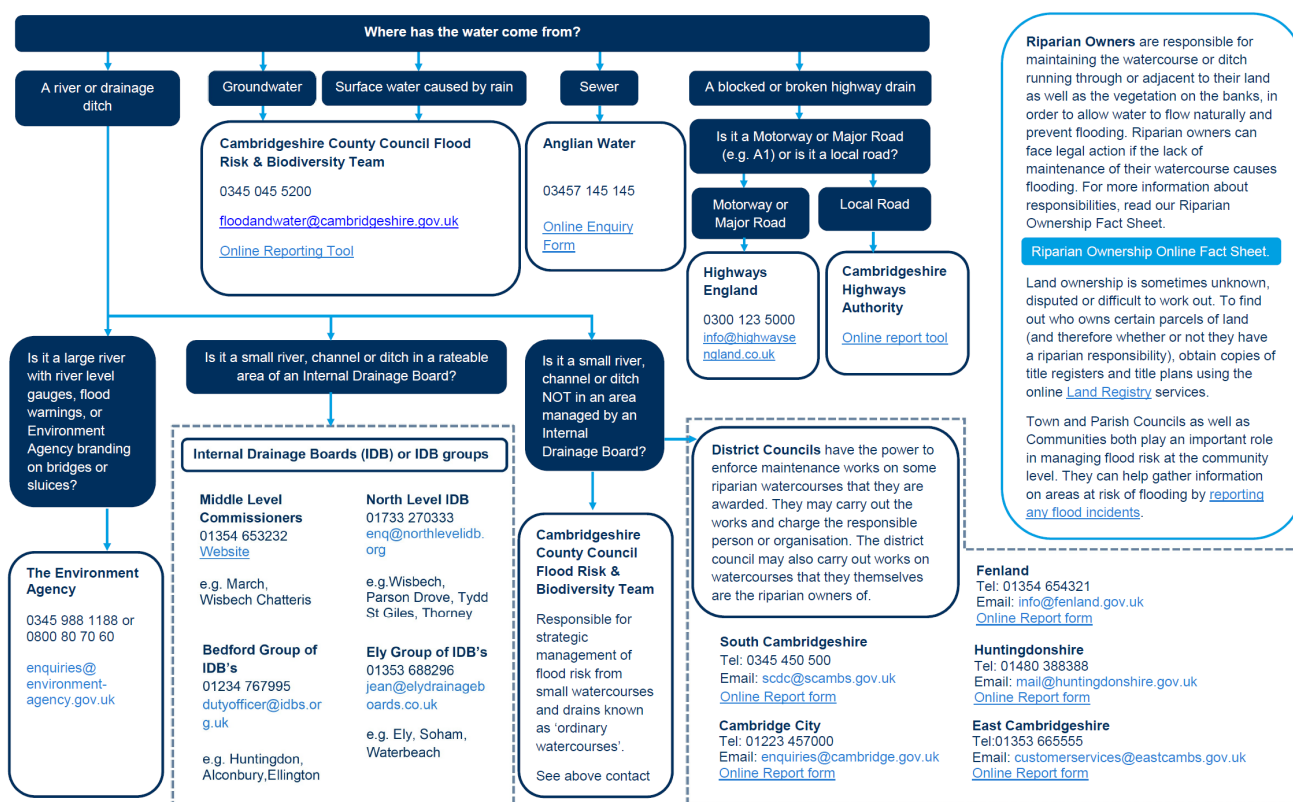 Where has the water come from?
A river or drainage
ditch
Groundwater
Surface water caused by rain
Sewer
A blocked or broken highway drain
Cambridgeshire County Council Flood
Risk & Biodiversity Team
0345 045 5200
floodandwater@cambridgeshire.gov.uk
Online Reporting Tool
Anglian Water
03457 145 145
Online Enquiry
Form
Is it a Motorway or Major Road
(e.g. A1) or is it a local road?
Motorway or
Major Road
Local Road
Highways
England
0300 123 5000
info@highwayse
ngland.co.uk
Cambridgeshire
Highways
Authority
Online report tool
Is it a large river
with river level
gauges, flood
warnings, or
Environment
Agency branding
on bridges or
sluices?
Is it a small river, channel or ditch in a rateable
area of an Internal Drainage Board?
Is it a small river,
channel or ditch
NOT in an area
managed by an
Internal
Drainage Board?
The Environment
Agency
0345 988 1188 or
0800 80 70 60
enquiries@
environment-
agency.gov.uk
Internal Drainage Boards (IDB) or IDB groups
Middle Level
Commissioners
01354 653232
Website
e.g. March,
Wisbech Chatteris
North Level IDB
01733 270333
enq@northlevelidb.
org
e.g.Wisbech,
Parson Drove, Tydd
St Giles, Thorney
Bedford Group of
IDB's
01234 767995
dutyofficer@idbs.or
g.uk
e.g. Huntingdon,
Alconbury,Ellington
Ely Group of IDB's
01353 688296
jean@elydrainageb
oards.co.uk
e.g. Ely, Soham,
Waterbeach
Cambridgeshire
County Council
Flood Risk &
Biodiversity Team
Responsible for
strategic
management of
flood risk from
small watercourses
and drains known
as 'ordinary
watercourses'.
See above contact
District Councils have the power to
enforce maintenance works on some
riparian watercourses that they are
awarded. They may carry out the
works and charge the responsible
person or organisation. The district
council may also carry out works on
watercourses that they themselves
are the riparian owners of.
South Cambridgeshire
Tel: 0345 450 500
Email: scdc@scambs.gov.uk
Online Report form
Cambridge City
Tel: 01223 457000
Email: enquiries@cambridge.gov.uk
Online Report form
Fenland
Tel: 01354 654321
Email: info@fenland.gov.uk
Online Report form
Huntingdonshire
Tel: 01480 388388
Email: mail@huntingdonshire.gov.uk
Online Report form
East Cambridgeshire
Tel:01353 665555
Email: customerservices@eastcambs.gov.uk
Online Report form
Riparian Owners are responsible for
maintaining the watercourse or ditch
running through or adjacent to their land
as well as the vegetation on the banks, in
order to allow water to flow naturally and
prevent flooding. Riparian owners can
face legal action if the lack of
maintenance of their watercourse causes
flooding. For more information about
responsibilities, read our Riparian
Ownership Fact Sheet.
Riparian Ownership Online Fact Sheet.
Land ownership is sometimes unknown,
disputed or difficult to work out. To find
out who owns certain parcels of land
(and therefore whether or not they have
a riparian responsibility), obtain copies of
title registers and title plans using the
online Land Registry services.
Town and Parish Councils as well as
Communities both play an important role
in managing flood risk at the community
level. They can help gather information
on areas at risk of flooding by reporting
any flood incidents.